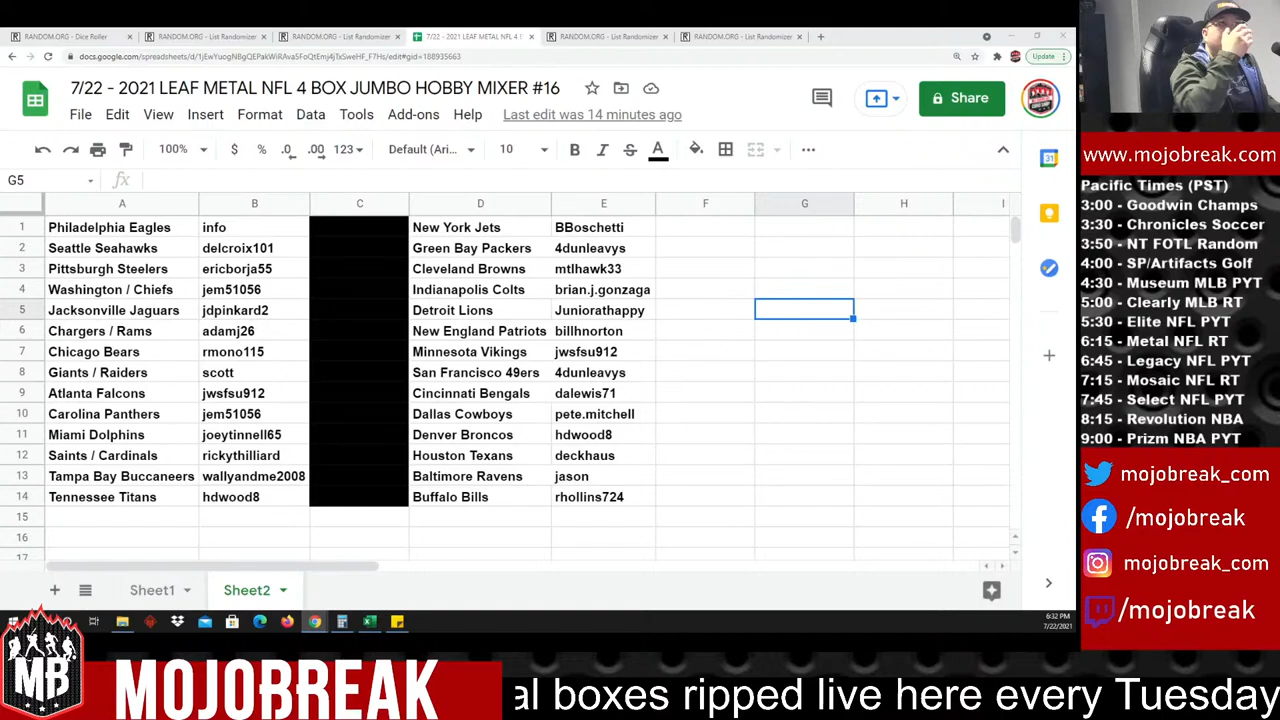 RANDOM.ORG - Dice Roller
RANDOM.ORG - List Randomizer
RANDOM.ORG - List Randomizer
7/22 - 2021 LEAF METAL NFL 4
RANDOM.ORG - List Randomizer
RANDOM.ORG - List Randomizer
Update
7/22 - 2021 LEAF METAL NFL 4 BOX JUMBO HOBBY MIXER #16
File Edit View Insert Format Data Tools Add-ons Help Last edit was 14 minutes ago
Share
100% $ % .0 .00 123 Default (Ari... 10
G5 fx
A B C D E F G H I
1 Philadelphia Eagles info New York Jets BBoschetti
2 Seattle Seahawks delcroix101 Green Bay Packers 4dunleavys
3 Pittsburgh Steelers ericborja55 Cleveland Browns mtlhawk33
4 Washington / Chiefs jem51056 Indianapolis Colts brian.j.gonzaga
5 Jacksonville Jaguars jdpinkard2 Detroit Lions Juniorathappy
6 Chargers / Rams adamj26 New England Patriots billhnorton
7 Chicago Bears rmono115 Minnesota Vikings jwsfsu912
8 Giants / Raiders scott San Francisco 49ers 4dunleavys
9 Atlanta Falcons jwsfsu912 Cincinnati Bengals dalewis71
10 Carolina Panthers jem51056 Dallas Cowboys pete.mitchell
11 Miami Dolphins joeytinnell65 Denver Broncos hdwood8
12 Saints / Cardinals rickythilliard Houston Texans deckhaus
13 Tampa Bay Buccaneers wallyandme2008 Baltimore Ravens jason
14 Tennessee Titans hdwood8 Buffalo Bills rhollins724
15
16
17
Sheet1 Sheet2
6:32 PM
7/22/2021
www.mojobreak.com
Pacific Times (PST)
3:00 - Goodwin Champs
3:30 - Chronicles Soccer
3:50 - NT FOTL Random
4:00 - SP/Artifacts Golf
4:30 - Museum MLB PYT
5:00 - Clearly MLB RT
5:30 - Elite NFL PYT
6:15 - Metal NFL RT
6:45 - Legacy NFL PYT
7:15 - Mosaic NFL RT
7:45 - Select NFL PYT
8:15 - Revolution NBA
9:00 - Prizm NBA PYT
mojobreak_com
/mojobreak
mojobreak_com
/mojobreak
MB
MOJOBREAK
al boxes ripped live here every Tuesday